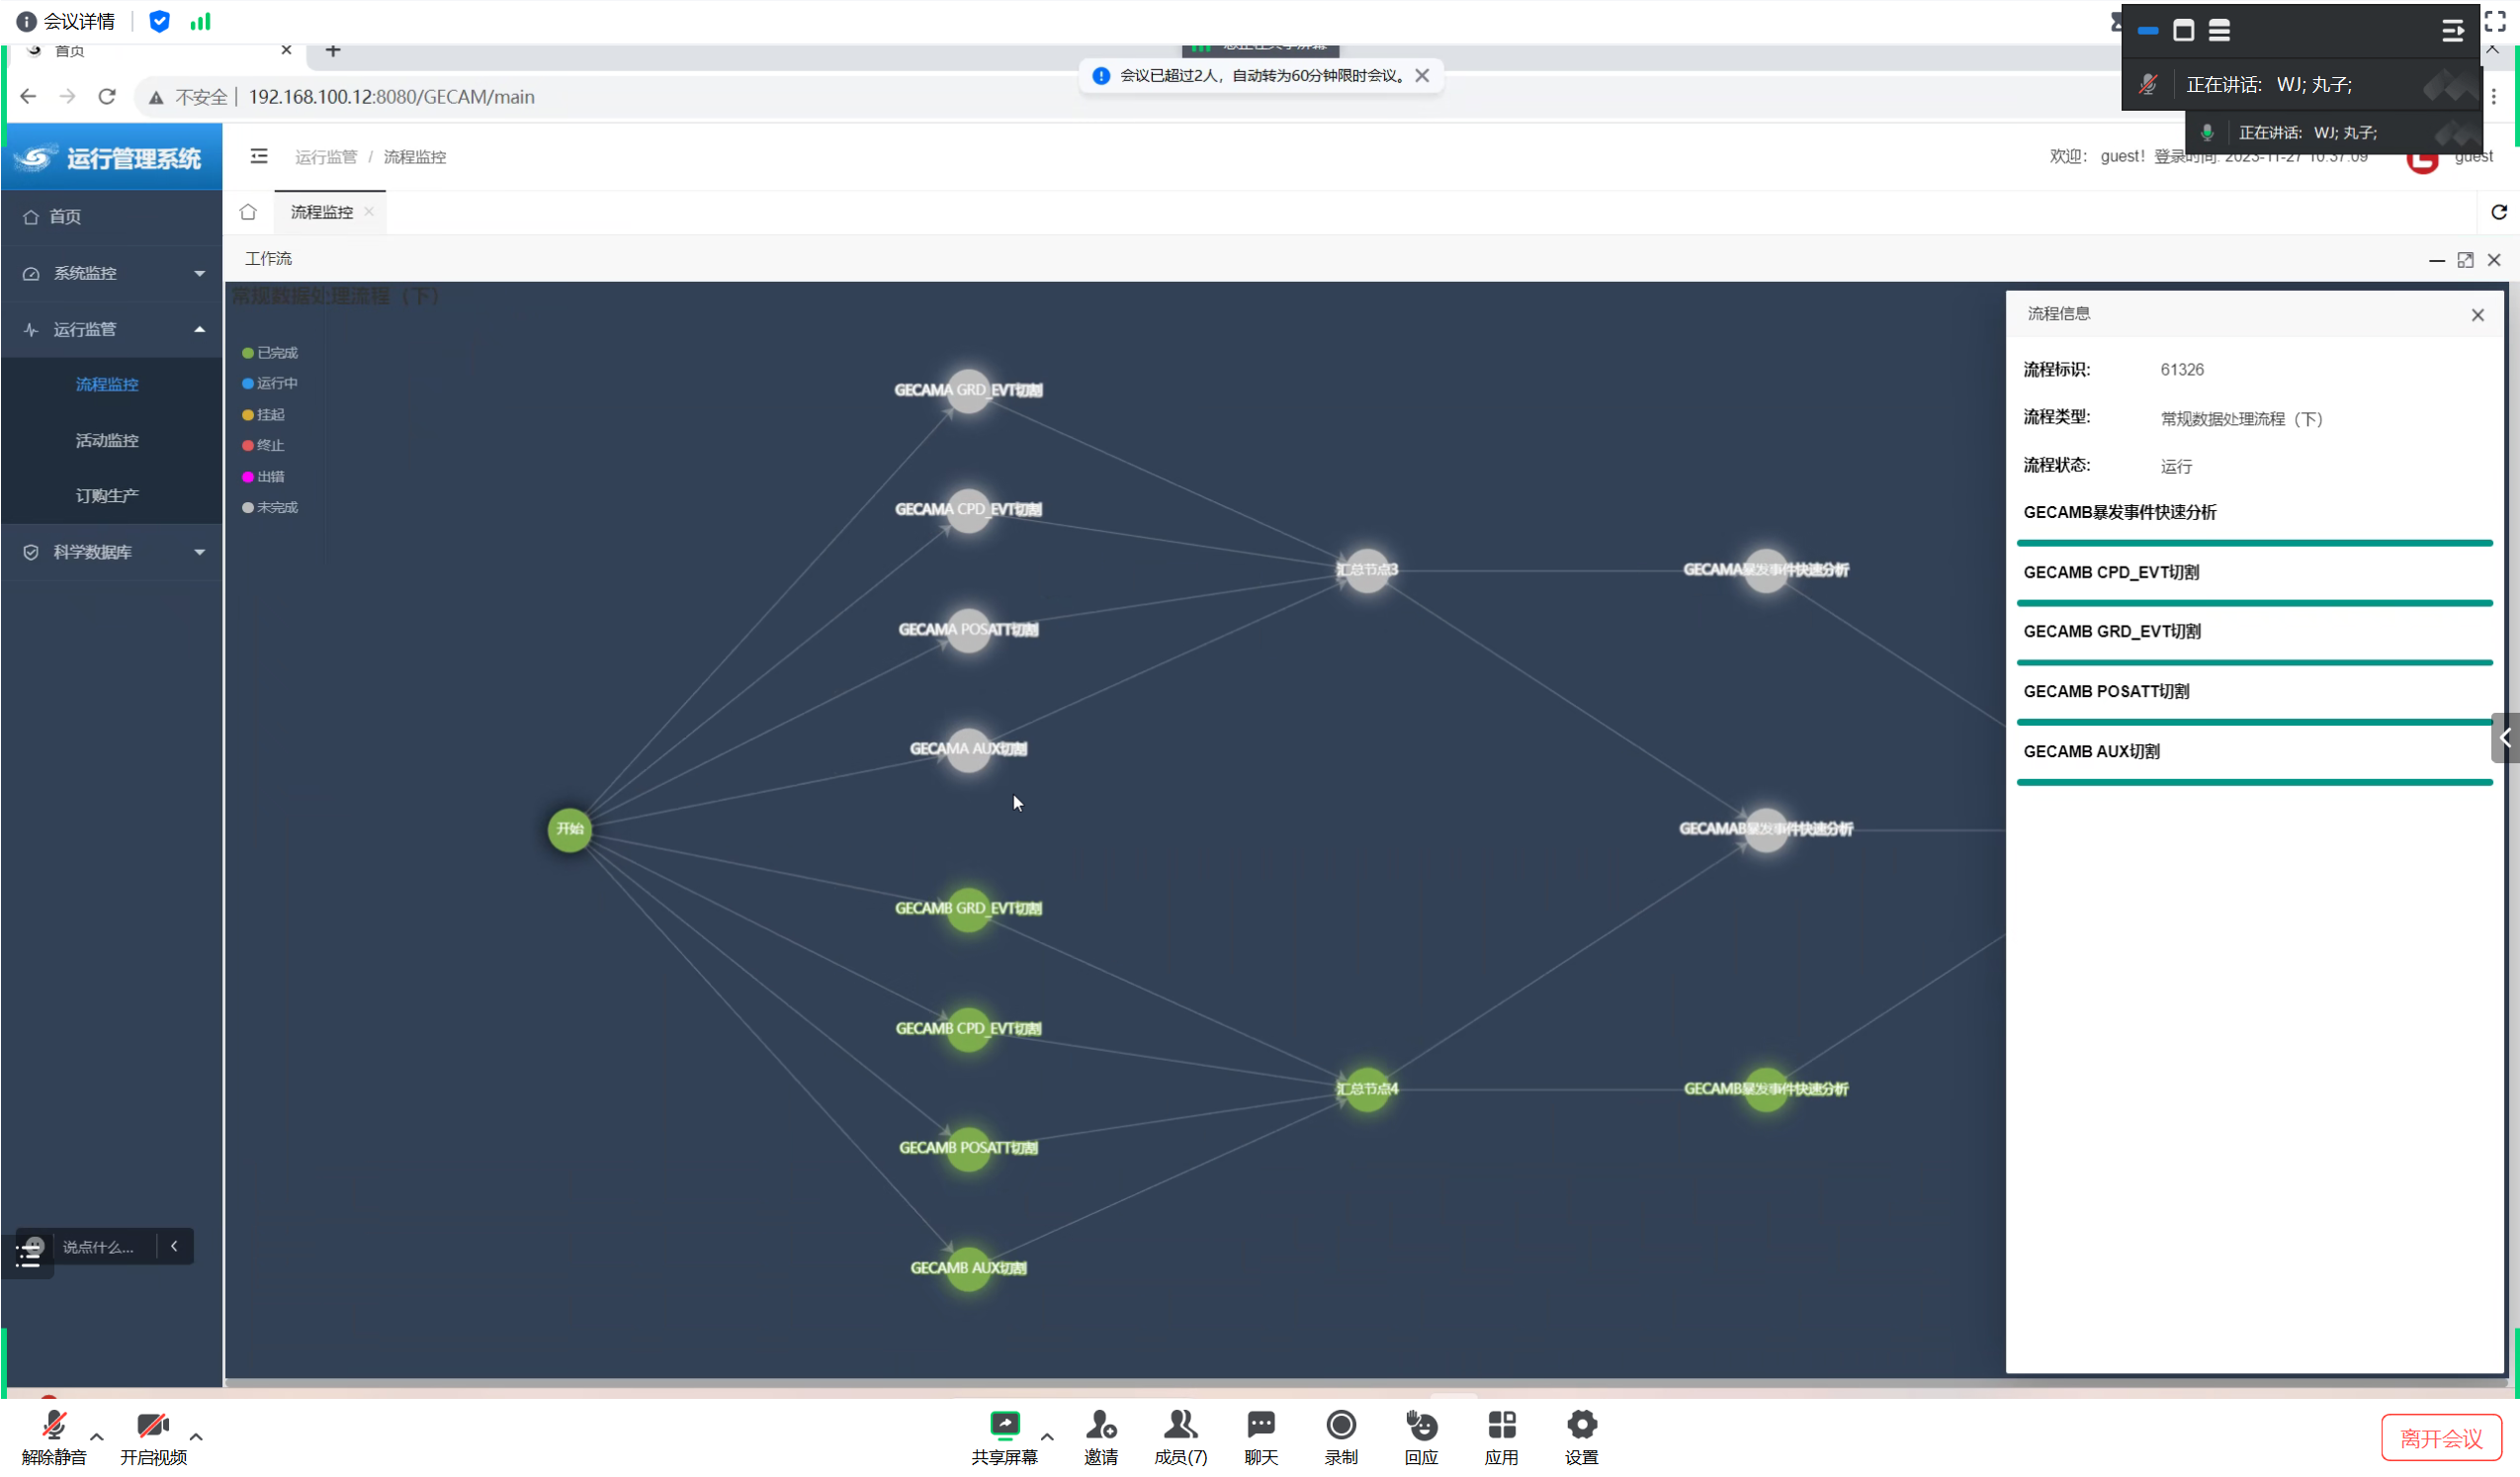 会议详情
首页
会议已超过2人，自动转为60分钟限时会议。
正在讲话: WJ; 丸子;
正在讲话: WJ; 丸子;
不安全 192.168.100.12:8080/GECAM/main
运行管理系统
运行监管 / 流程监控
欢迎: guest! 登录时间: 2023-11-27 10:37:09
guest
首页
系统监控
运行监管
流程监控
活动监控
订购生产
科学数据库
流程监控
工作流
常规数据处理流程（下）
已完成
运行中
挂起
终止
出错
未完成
GECAMA GRD_EVT切割
GECAMA CPD_EVT切割
GECAMA POSATT切割
GECAMA AUX切割
开始
GECAMB GRD_EVT切割
GECAMB CPD_EVT切割
GECAMB POSATT切割
GECAMB AUX切割
汇总节点3
汇总节点4
GECAMA暴发事件快速分析
GECAMAB暴发事件快速分析
GECAMB暴发事件快速分析
流程信息
流程标识: 61326
流程类型: 常规数据处理流程（下）
流程状态: 运行
GECAMB暴发事件快速分析
GECAMB CPD_EVT切割
GECAMB GRD_EVT切割
GECAMB POSATT切割
GECAMB AUX切割
说点什么...
解除静音
开启视频
共享屏幕
邀请
成员(7)
聊天
录制
回应
应用
设置
离开会议